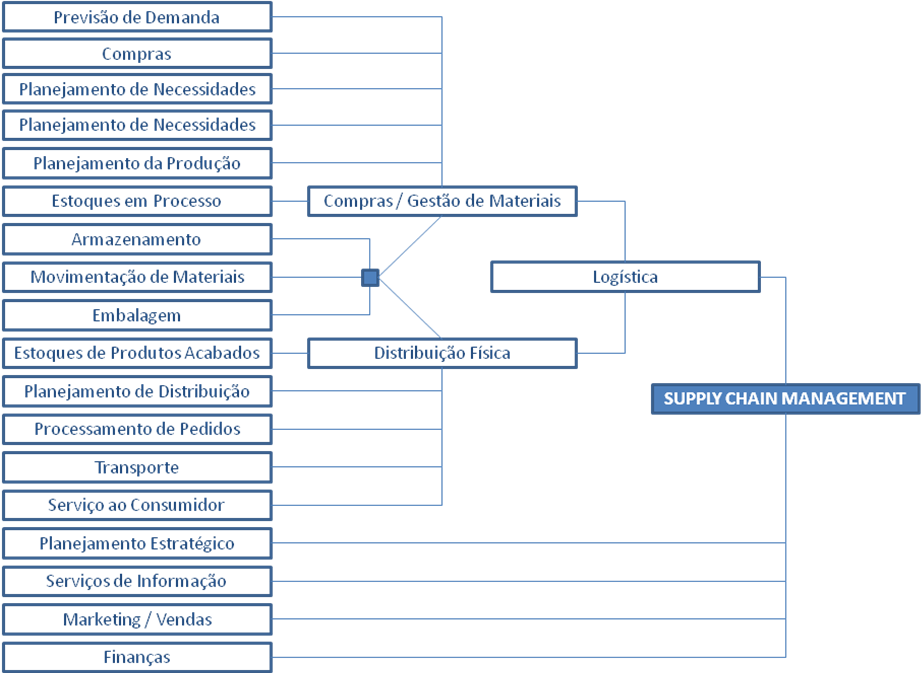 Previsão de Demanda
Compras
Planejamento de Necessidades
Planejamento de Necessidades
Planejamento da Produção
Estoques em Processo
Compras / Gestão de Materiais
Armazenamento
Movimentação de Materiais
Logística
Embalagem
Estoques de Produtos Acabados
Distribuição Física
Planejamento de Distribuição
SUPPLY CHAIN MANAGEMENT
Processamento de Pedidos
Transporte
Serviço ao Consumidor
Planejamento Estratégico
Serviços de Informação
Marketing / Vendas
Finanças